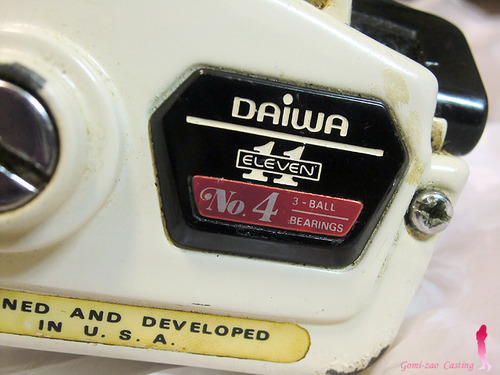 DAiWA
11
ELEVEN
No. 4 3-BALL
BEARINGS
NED AND DEVELOPED
IN U.S.A.
Gomi-zao Casting